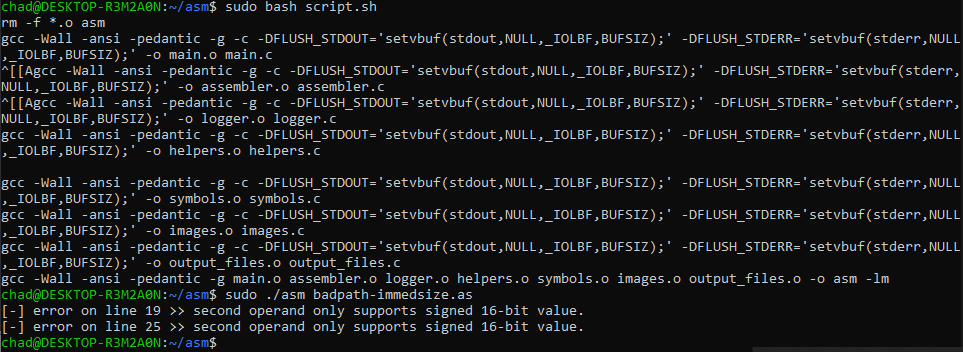 chad@DESKTOP-R3M2A0N:~/asm$ sudo bash script.sh
rm -f *.o asm
gcc -Wall -ansi -pedantic -g -c -DFLUSH_STDOUT='setvbuf(stdout,NULL,_IOLBF,BUFSIZ);' -DFLUSH_STDERR='setvbuf(stderr,NULL
,_IOLBF,BUFSIZ);' -o main.o main.c
^[[Agcc -Wall -ansi -pedantic -g -c -DFLUSH_STDOUT='setvbuf(stdout,NULL,_IOLBF,BUFSIZ);' -DFLUSH_STDERR='setvbuf(stderr,
NULL,_IOLBF,BUFSIZ);' -o assembler.o assembler.c
^[[Agcc -Wall -ansi -pedantic -g -c -DFLUSH_STDOUT='setvbuf(stdout,NULL,_IOLBF,BUFSIZ);' -DFLUSH_STDERR='setvbuf(stderr,
NULL,_IOLBF,BUFSIZ);' -o logger.o logger.c
gcc -Wall -ansi -pedantic -g -c -DFLUSH_STDOUT='setvbuf(stdout,NULL,_IOLBF,BUFSIZ);' -DFLUSH_STDERR='setvbuf(stderr,NULL
,_IOLBF,BUFSIZ);' -o helpers.o helpers.c

gcc -Wall -ansi -pedantic -g -c -DFLUSH_STDOUT='setvbuf(stdout,NULL,_IOLBF,BUFSIZ);' -DFLUSH_STDERR='setvbuf(stderr,NULL
,_IOLBF,BUFSIZ);' -o symbols.o symbols.c
gcc -Wall -ansi -pedantic -g -c -DFLUSH_STDOUT='setvbuf(stdout,NULL,_IOLBF,BUFSIZ);' -DFLUSH_STDERR='setvbuf(stderr,NULL
,_IOLBF,BUFSIZ);' -o images.o images.c
gcc -Wall -ansi -pedantic -g -c -DFLUSH_STDOUT='setvbuf(stdout,NULL,_IOLBF,BUFSIZ);' -DFLUSH_STDERR='setvbuf(stderr,NULL
,_IOLBF,BUFSIZ);' -o output_files.o output_files.c
gcc -Wall -ansi -pedantic -g main.o assembler.o logger.o helpers.o symbols.o images.o output_files.o -o asm -lm
chad@DESKTOP-R3M2A0N:~/asm$ sudo ./asm badpath-immedsize.as
[-] error on line 19 >> second operand only supports signed 16-bit value.
[-] error on line 25 >> second operand only supports signed 16-bit value.
chad@DESKTOP-R3M2A0N:~/asm$